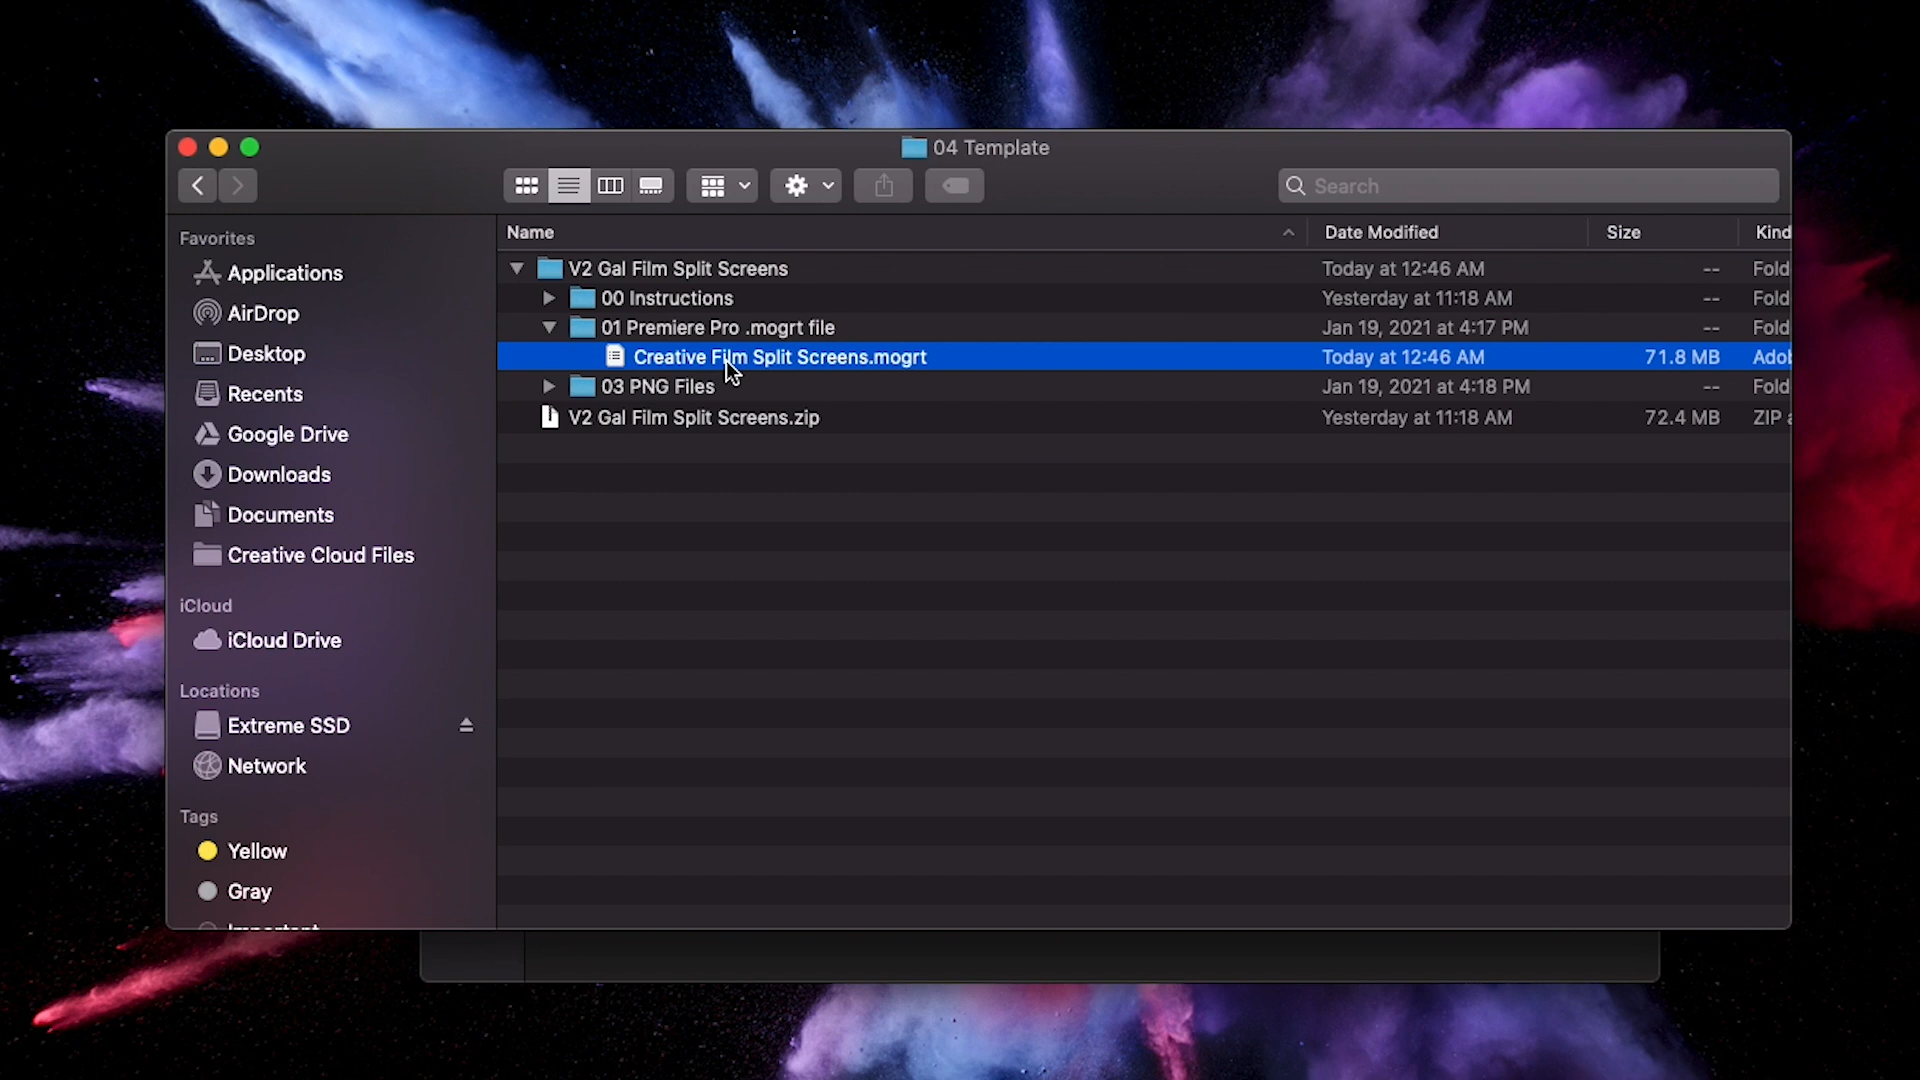 04 Template
Search
Favorites
Applications
AirDrop
Desktop
Recents
Google Drive
Downloads
Documents
Creative Cloud Files
iCloud
iCloud Drive
Locations
Extreme SSD
Network
Tags
Yellow
Gray
Name Date Modified Size Kind
V2 Gal Film Split Screens Today at 12:46 AM -- Fold
00 Instructions Yesterday at 11:18 AM -- Fold
01 Premiere Pro .mogrt file Jan 19, 2021 at 4:17 PM -- Fold
Creative Film Split Screens.mogrt Today at 12:46 AM 71.8 MB Adob
03 PNG Files Jan 19, 2021 at 4:18 PM -- Fold
V2 Gal Film Split Screens.zip Yesterday at 11:18 AM 72.4 MB ZIP a